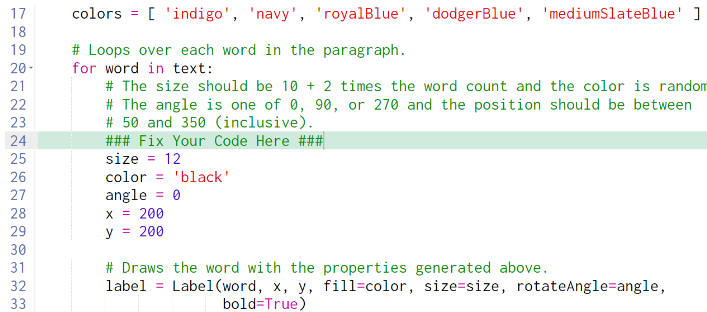 17 colors = [ 'indigo', 'navy', 'royalBlue', 'dodgerBlue', 'mediumSlateBlue' ]
18
19 # Loops over each word in the paragraph.
20 for word in text:
21 # The size should be 10 + 2 times the word count and the color is random
22 # The angle is one of 0, 90, or 270 and the position should be between
23 # 50 and 350 (inclusive).
24 ### Fix Your Code Here ###
25 size = 12
26 color = 'black'
27 angle = 0
28 x = 200
29 y = 200
30
31 # Draws the word with the properties generated above.
32 label = Label(word, x, y, fill=color, size=size, rotateAngle=angle,
33 bold=True)